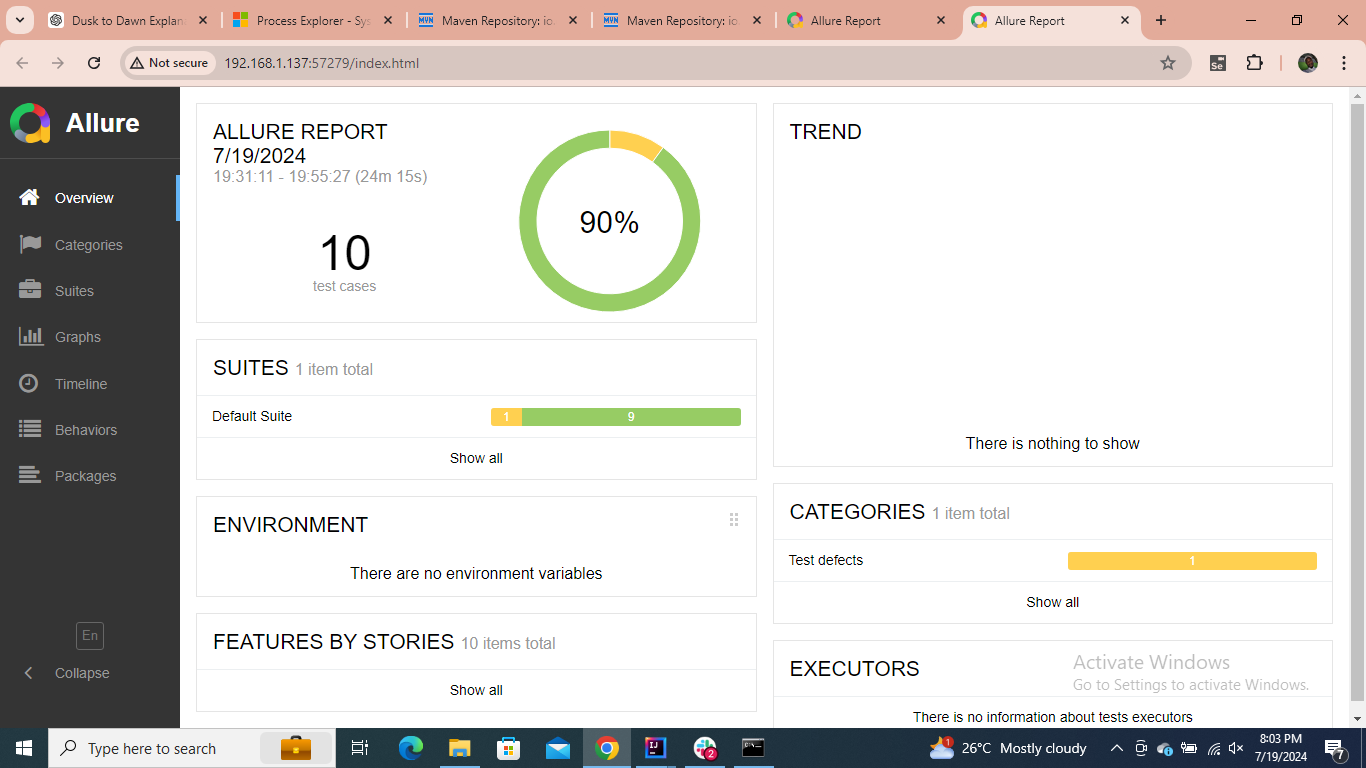 Dusk to Dawn Explan
Process Explorer - Sys
MVN Maven Repository: io.
MVN Maven Repository: io
Allure Report
Allure Report
Not secure
192.168.1.137:57279/index.html
Se
Allure
Overview
Categories
Suites
Graphs
Timeline
Behaviors
Packages
En
Collapse
ALLURE REPORT
7/19/2024
19:31:11 - 19:55:27 (24m 15s)
10
test cases
90%
SUITES 1 item total
Default Suite
1 9
Show all
ENVIRONMENT
There are no environment variables
FEATURES BY STORIES 10 items total
Show all
TREND
There is nothing to show
CATEGORIES 1 item total
Test defects
1
Show all
EXECUTORS
There is no information about tests executors
Activate Windows
Go to Settings to activate Windows.
Type here to search
IJ
2
1
26°C Mostly cloudy
8:03 PM
7/19/2024
7